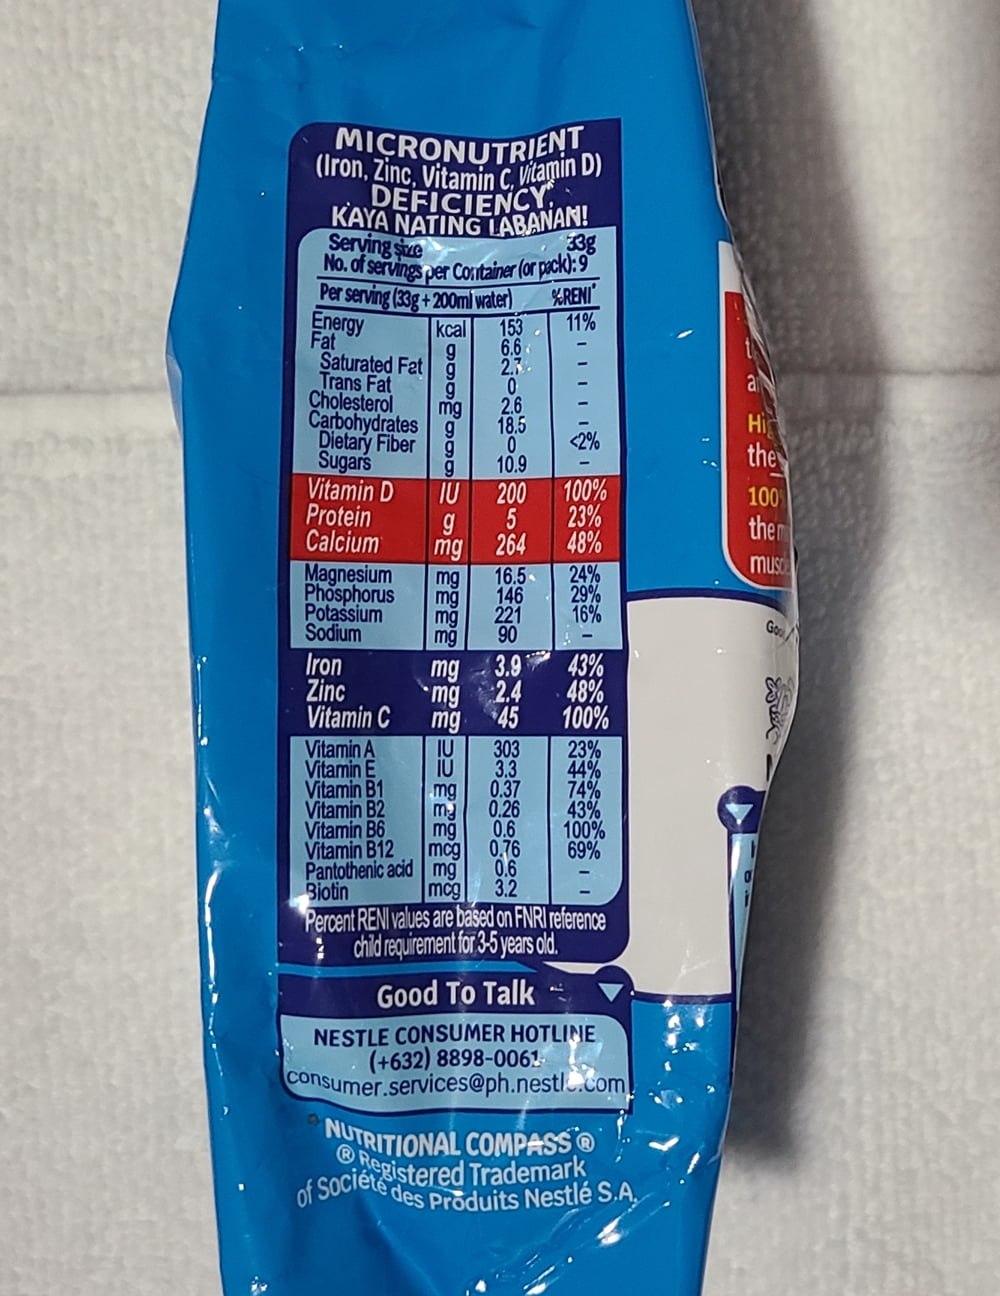 MICRONUTRIENT
(Iron, Zinc, Vitamin C, Vitamin D)
DEFICIENCY*,
KAYA NATING LABANAN!
Serving size 33g
No. of servings per Container (or pack): 9
Per serving (33g + 200ml water) %RENI*
Energy kcal 153 11%
Fat g 6.6 –
Saturated Fat g 2.7 –
Trans Fat g 0 –
Cholesterol mg 2.6 –
Carbohydrates g 18.5 –
Dietary Fiber g 0 <2%
Sugars g 10.9 –
Vitamin D IU 200 100%
Protein g 5 23%
Calcium mg 264 48%
Magnesium mg 16.5 24%
Phosphorus mg 146 29%
Potassium mg 221 16%
Sodium mg 90 –
Iron mg 3.9 43%
Zinc mg 2.4 48%
Vitamin C mg 45 100%
Vitamin A IU 303 23%
Vitamin E IU 3.3 44%
Vitamin B1 mg 0.37 74%
Vitamin B2 mg 0.26 43%
Vitamin B6 mg 0.6 100%
Vitamin B12 mcg 0.76 69%
Pantothenic acid mg 0.6 –
Biotin mcg 3.2 –
Percent RENI values are based on FNRI reference
child requirement for 3-5 years old.
Good To Talk
NESTLE CONSUMER HOTLINE
(+632) 8898-0061
consumer.services@ph.nestle.com
NUTRITIONAL COMPASS ®
® Registered Trademark
of Société des Produits Nestlé S.A.
the
100%
the